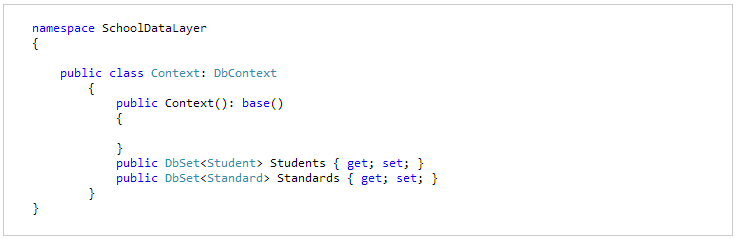 namespace SchoolDataLayer
{
public class Context: DbContext
{
public Context(): base()
{
}
public DbSet<Student> Students { get; set; }
public DbSet<Standard> Standards { get; set; }
}
}